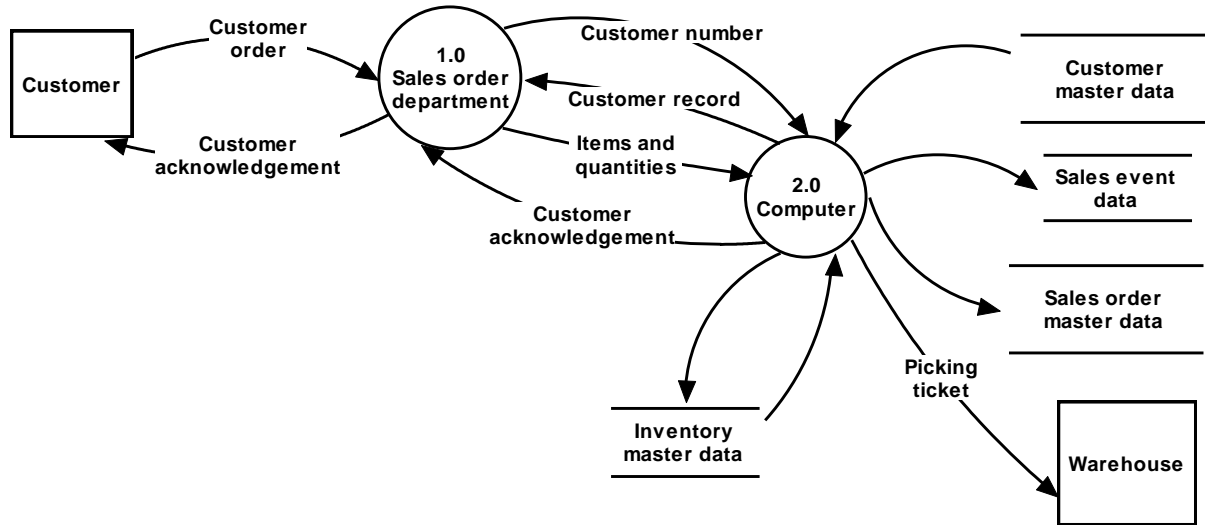 Customer
Customer
order
Customer
acknowledgement
1.0
Sales order
department
Customer number
Customer record
Items and
quantities
Customer
acknowledgement
2.0
Computer
Customer
master data
Sales event
data
Sales order
master data
Picking
ticket
Inventory
master data
Warehouse